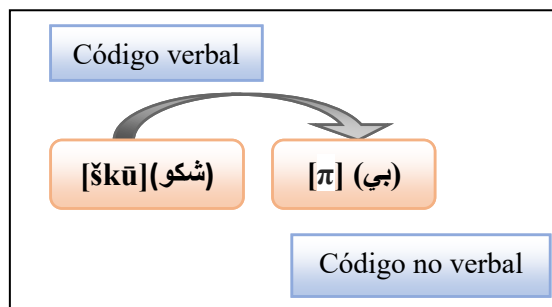 Código verbal
[škū](شكو)
[π] (بي)
Código no verbal